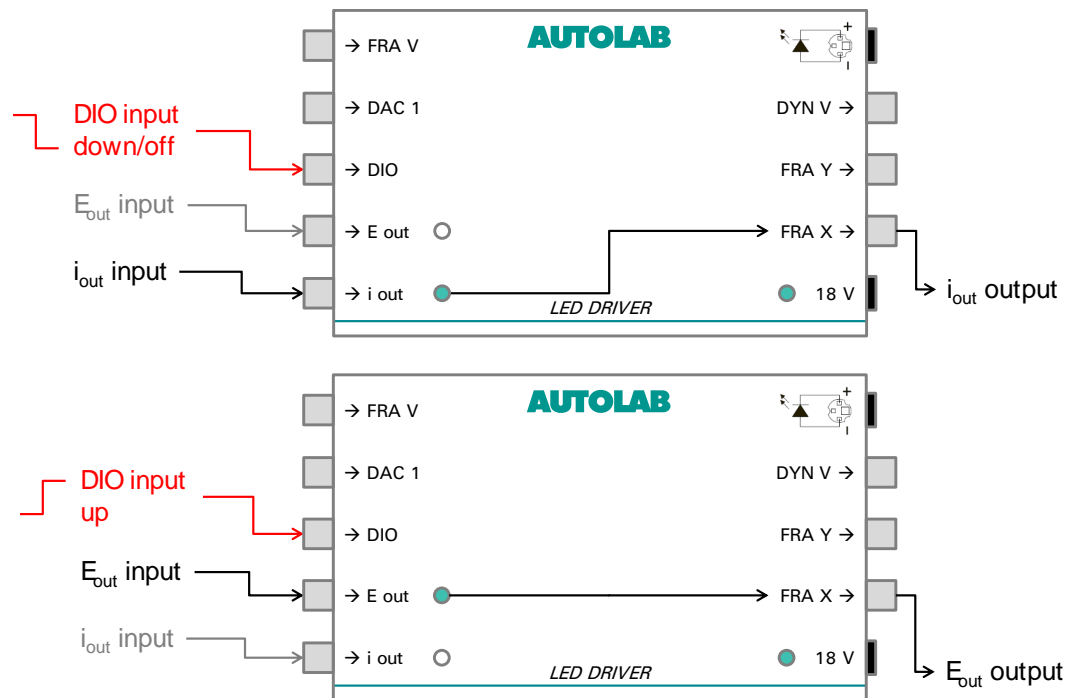 → FRA V
AUTOLAB
+
−
DIO input
down/off
→ DAC 1
DYN V →
→ DIO
FRA Y →
Eout input
→ E out
FRA X →
iout input
→ i out
18 V
iout output
LED DRIVER
→ FRA V
AUTOLAB
+
−
DIO input
up
→ DAC 1
DYN V →
→ DIO
FRA Y →
Eout input
→ E out
FRA X →
iout input
→ i out
18 V
Eout output
LED DRIVER